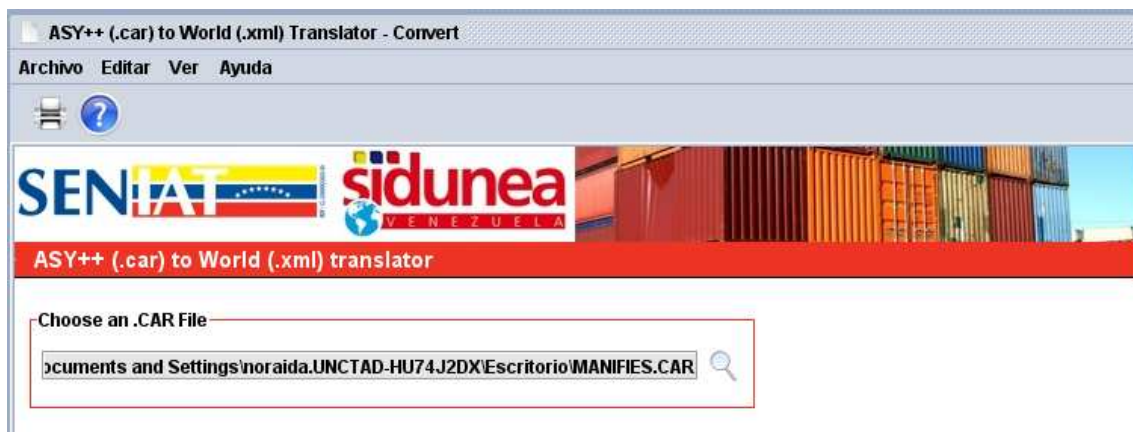 ASY++ (.car) to World (.xml) Translator - Convert
Archivo Editar Ver Ayuda
?
SENIAT
sidunea
VENEZUELA
ASY++ (.car) to World (.xml) translator
Choose an .CAR File
ocuments and Settings\noraida.UNCTAD-HU74J2DX\Escritorio\MANIFIES.CAR